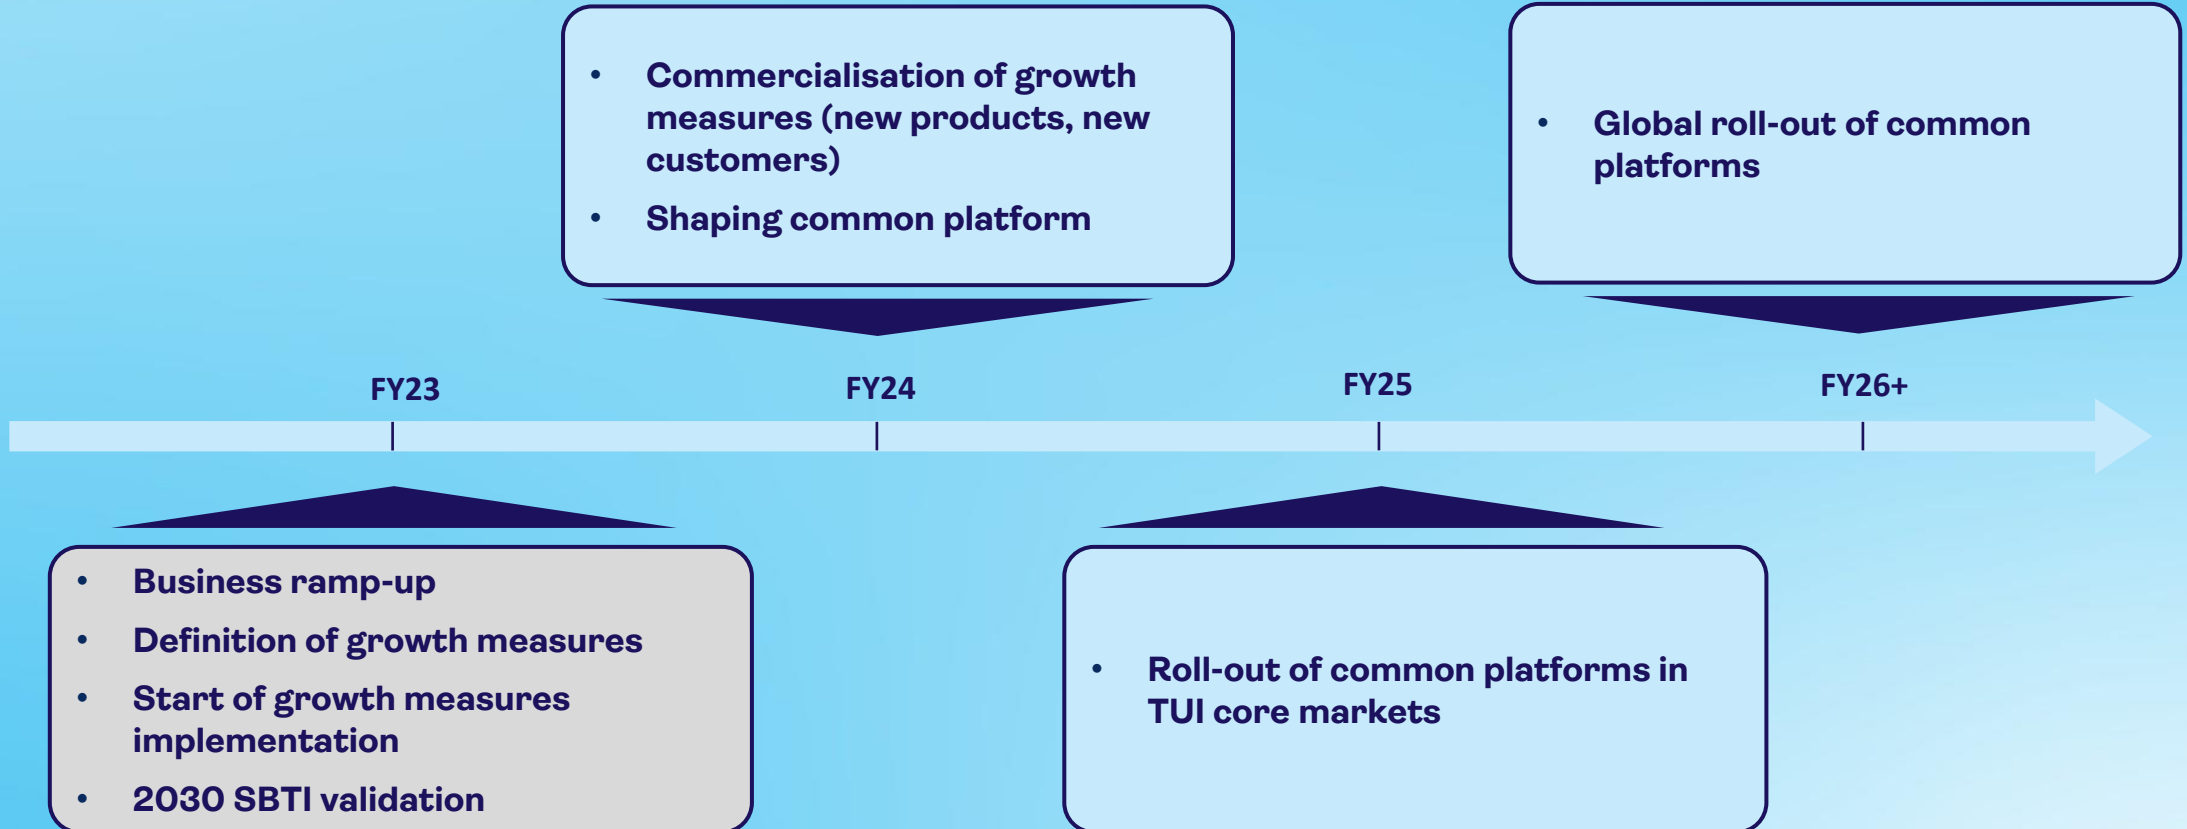 • Commercialisation of growth
measures (new products, new
customers)
• Shaping common platform
• Global roll-out of common
platforms
FY23
FY24
FY25
FY26+
• Business ramp-up
• Definition of growth measures
• Start of growth measures
implementation
• 2030 SBTI validation
• Roll-out of common platforms in
TUI core markets